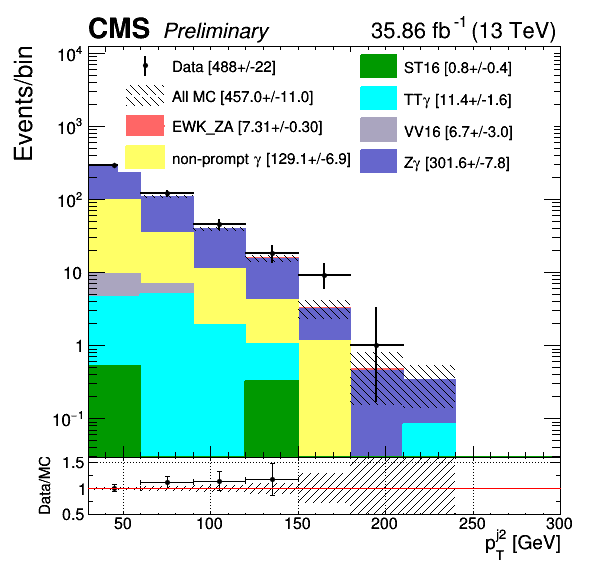 CMS Preliminary 35.86 fb⁻¹ (13 TeV)
Events/bin
10⁴
10³
10²
10
1
10⁻¹
Data [488+/-22]
All MC [457.0+/-11.0]
EWK_ZA [7.31+/-0.30]
non-prompt γ [129.1+/-6.9]
ST16 [0.8+/-0.4]
TTγ [11.4+/-1.6]
VV16 [6.7+/-3.0]
Zγ [301.6+/-7.8]
Data/MC
1.5
1
0.5
50 100 150 200 250 300
p_T^{j2} [GeV]